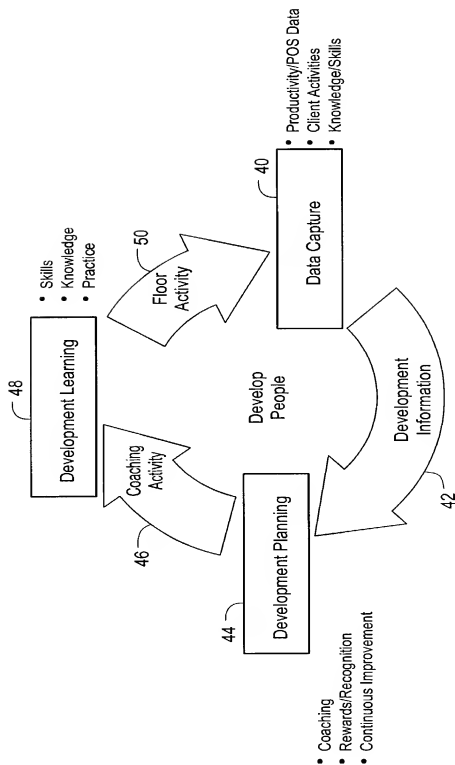 48
Development Learning
• Skills
• Knowledge
• Practice
46
Coaching
Activity
50
Floor
Activity
Develop
People
44
Development Planning
• Coaching
• Rewards/Recognition
• Continuous Improvement
40
Data Capture
• Productivity/POS Data
• Client Activities
• Knowledge/Skills
Development
Information
42